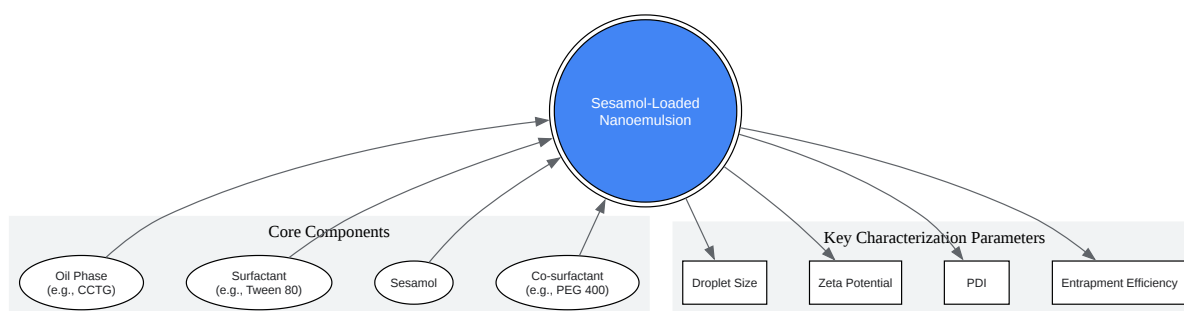 Sesamol-Loaded
Nanoemulsion
Core Components
Key Characterization Parameters
Oil Phase
(e.g., CCTG)
Surfactant
(e.g., Tween 80)
Sesamol
Co-surfactant
(e.g., PEG 400)
Droplet Size
Zeta Potential
PDI
Entrapment Efficiency